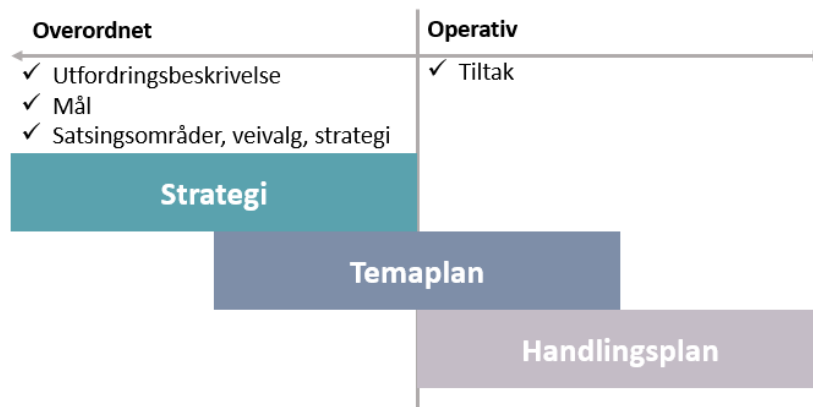 Overordnet
Operativ
✓ Utfordringsbeskrivelse
✓ Mål
✓ Satsingsområder, veivalg, strategi
✓ Tiltak
Strategi
Temaplan
Handlingsplan